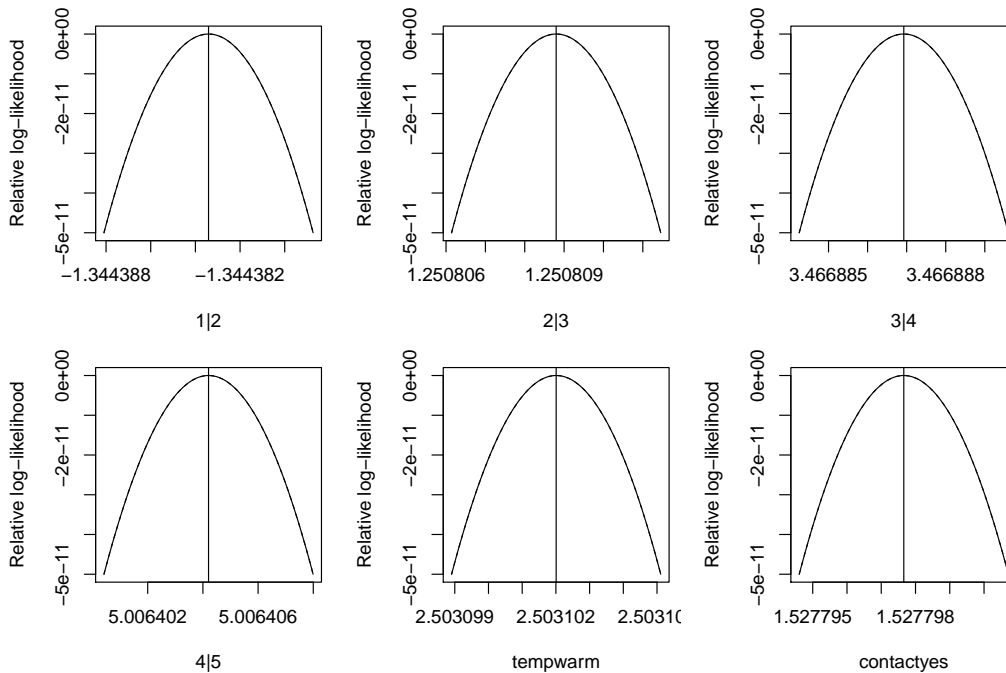 Relative log−likelihood
0e+00
−2e−11
−5e−11
−1.344388
−1.344382
1|2
Relative log−likelihood
0e+00
−2e−11
−5e−11
1.250806
1.250809
2|3
Relative log−likelihood
0e+00
−2e−11
−5e−11
3.466885
3.466888
3|4
Relative log−likelihood
0e+00
−2e−11
−5e−11
5.006402
5.006406
4|5
Relative log−likelihood
0e+00
−2e−11
−5e−11
2.503099
2.503102
tempwarm
Relative log−likelihood
0e+00
−2e−11
−5e−11
1.527795
1.527798
contactyes